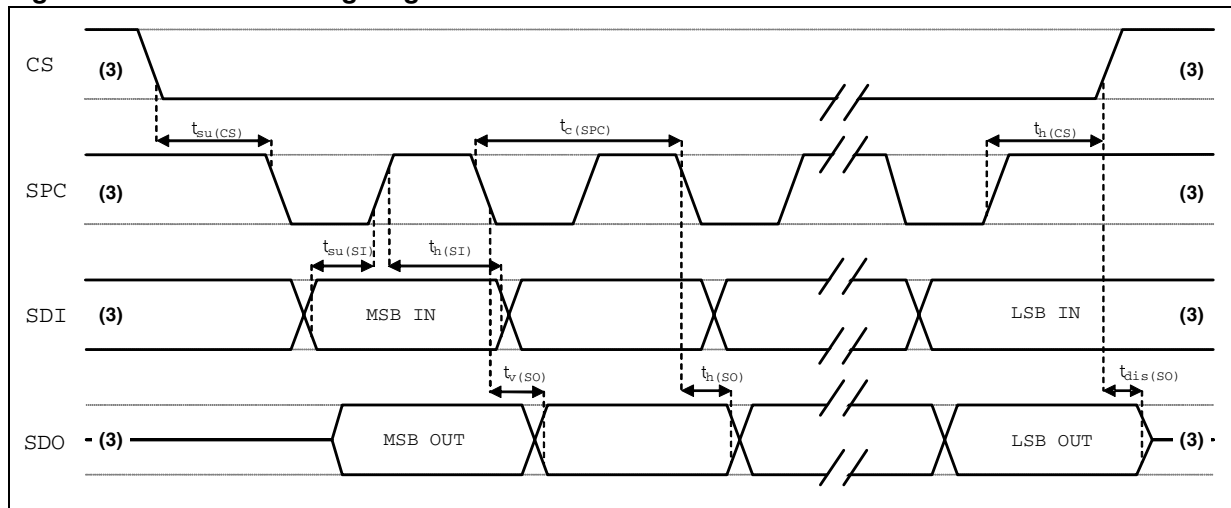 CS (3) (3)
t_su(CS) t_c(SPC) t_h(CS)
SPC (3) (3)
t_su(SI) t_h(SI)
SDI (3) MSB IN LSB IN (3)
t_v(SO) t_h(SO) t_dis(SO)
SDO (3) MSB OUT LSB OUT (3)